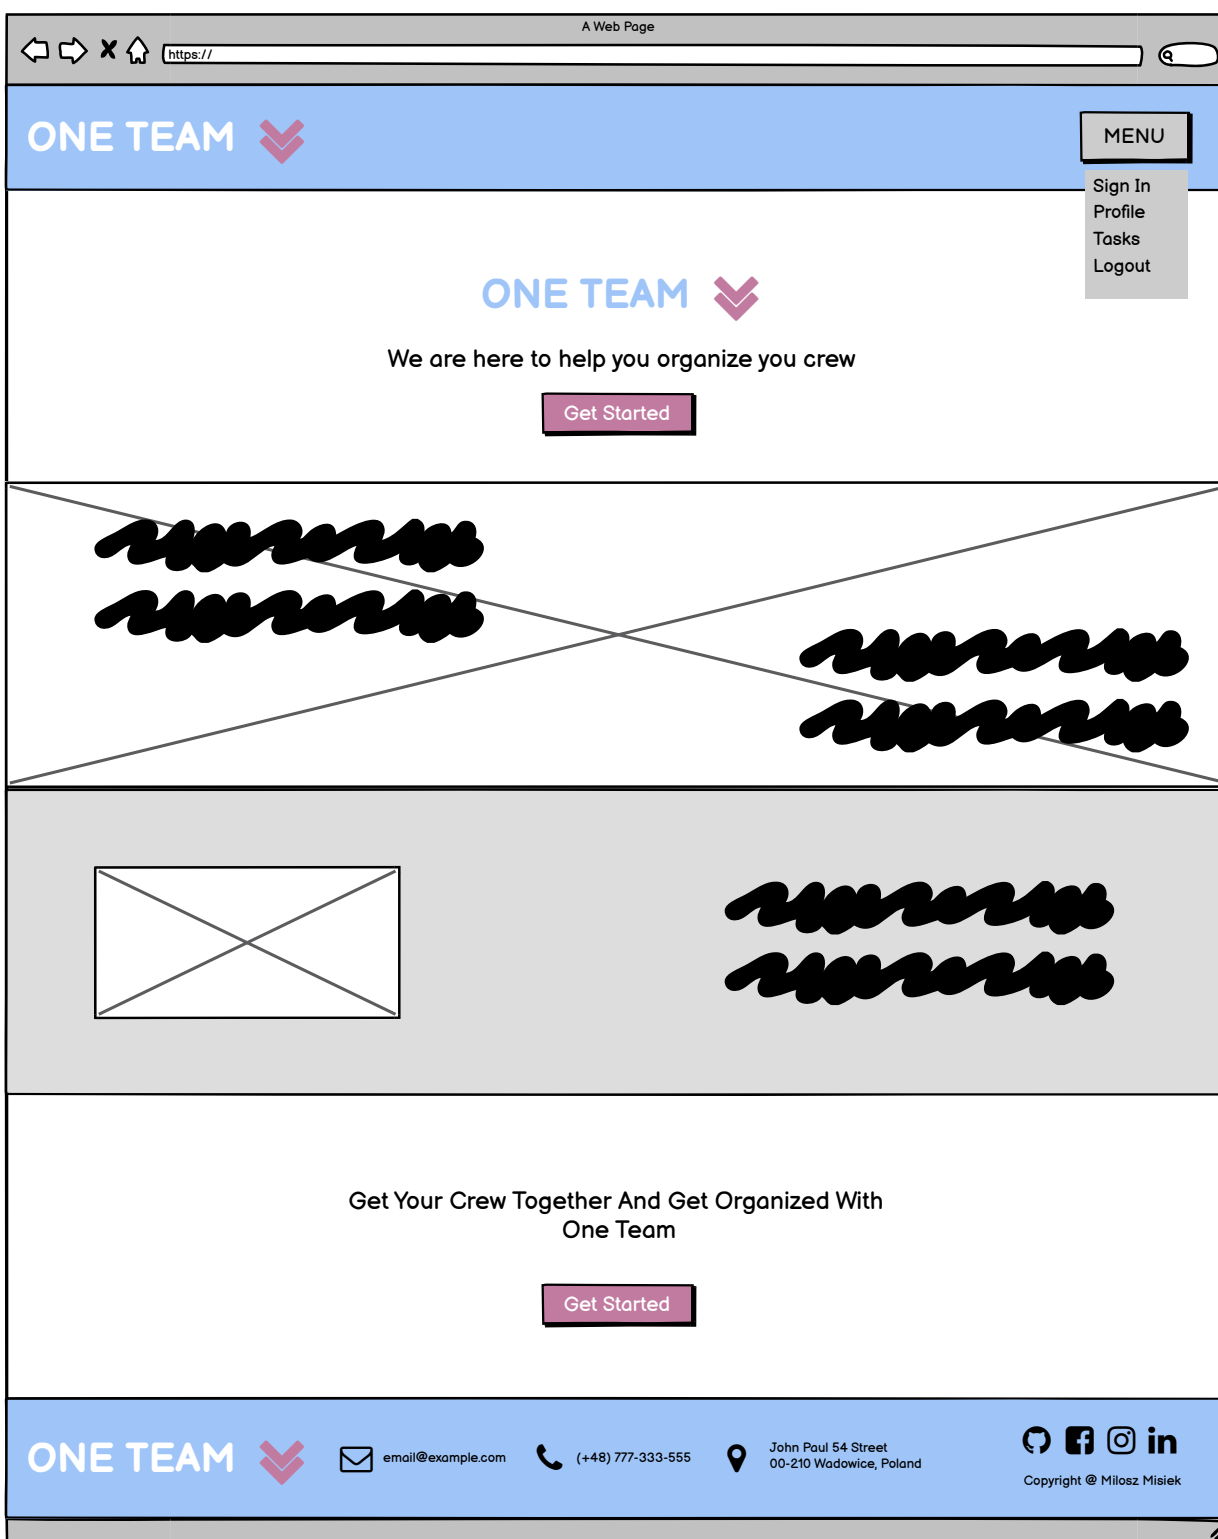 A Web Page
https://
ONE TEAM
MENU
Sign In
Profile
Tasks
Logout
ONE TEAM
We are here to help you organize you crew
Get Started
Get Your Crew Together And Get Organized With
One Team
Get Started
ONE TEAM
email@example.com
(+48) 777-333-555
John Paul 54 Street
00-210 Wadowice, Poland
Copyright @ Milosz Misiek